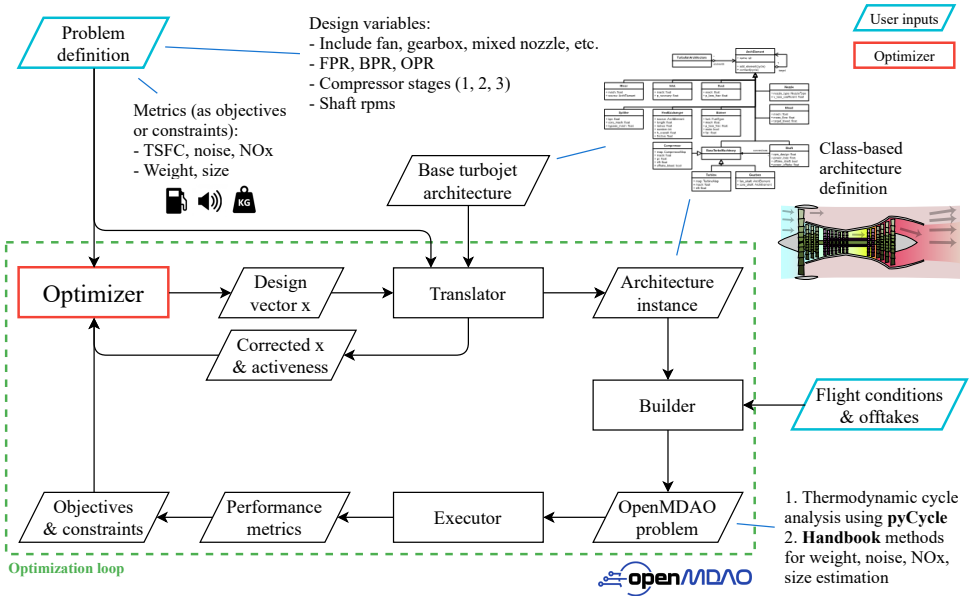 Problem
definition
Design variables:
- Include fan, gearbox, mixed nozzle, etc.
- FPR, BPR, OPR
- Compressor stages (1, 2, 3)
- Shaft rpms
User inputs
Optimizer
Metrics (as objectives
or constraints):
- TSFC, noise, NOx
- Weight, size
KG
Base turbojet
architecture
Class-based
architecture
definition
Optimizer
Design
vector x
Translator
Architecture
instance
Corrected x
& activeness
Builder
Flight conditions
& offtakes
Objectives
& constraints
Performance
metrics
Executor
OpenMDAO
problem
1. Thermodynamic cycle
analysis using pyCycle
2. Handbook methods
for weight, noise, NOx,
size estimation
Optimization loop
openMDAO